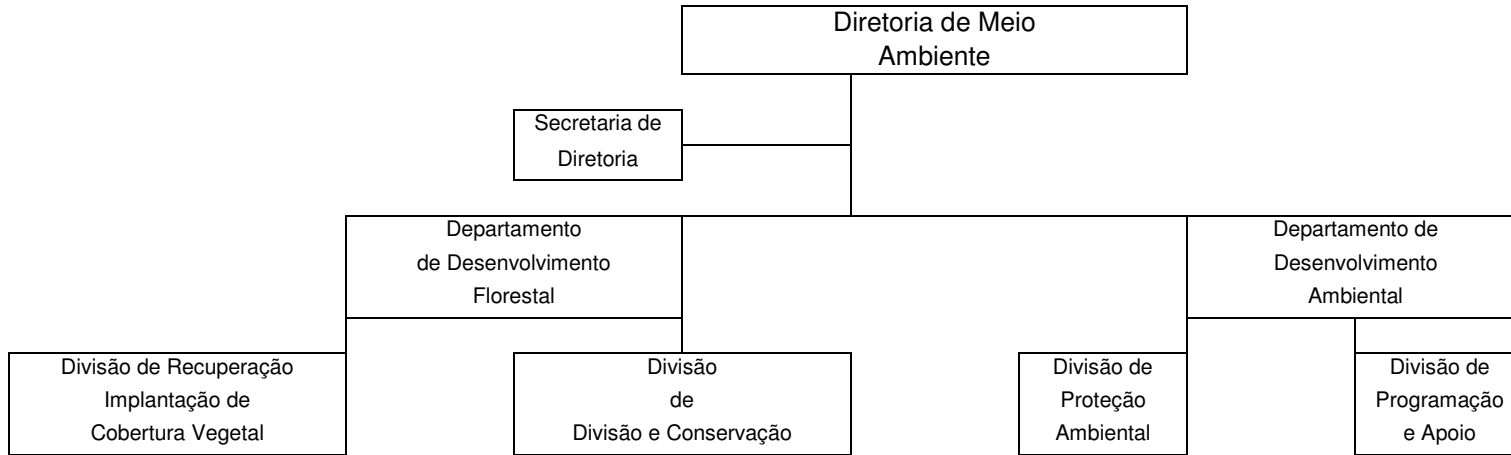 Diretoria de Meio
Ambiente
Secretaria de
Diretoria
Departamento
de Desenvolvimento
Florestal
Departamento de
Desenvolvimento
Ambiental
Divisão de Recuperação
Implantação de
Cobertura Vegetal
Divisão
de
Divisão e Conservação
Divisão de
Proteção
Ambiental
Divisão de
Programação
e Apoio